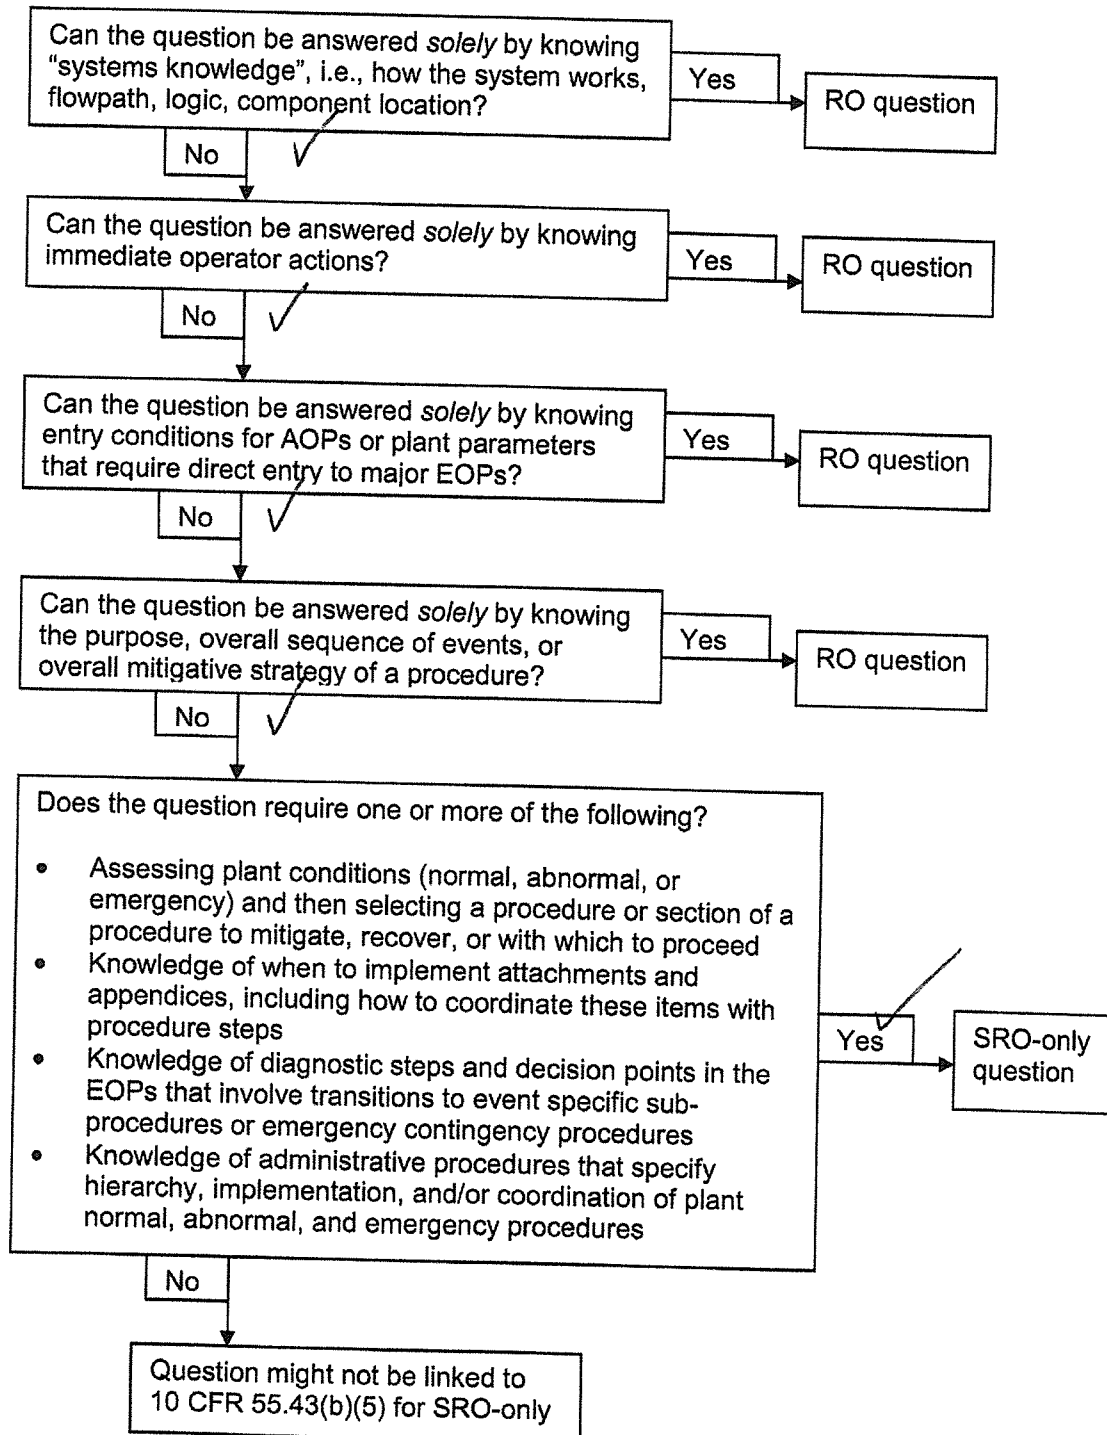 Can the question be answered solely by knowing
"systems knowledge", i.e., how the system works,
flowpath, logic, component location?
Yes
RO question
No
Can the question be answered solely by knowing
immediate operator actions?
Yes
RO question
No
Can the question be answered solely by knowing
entry conditions for AOPs or plant parameters
that require direct entry to major EOPs?
Yes
RO question
No
Can the question be answered solely by knowing
the purpose, overall sequence of events, or
overall mitigative strategy of a procedure?
Yes
RO question
No
Does the question require one or more of the following?
• Assessing plant conditions (normal, abnormal, or
emergency) and then selecting a procedure or section of a
procedure to mitigate, recover, or with which to proceed
• Knowledge of when to implement attachments and
appendices, including how to coordinate these items with
procedure steps
• Knowledge of diagnostic steps and decision points in the
EOPs that involve transitions to event specific sub-
procedures or emergency contingency procedures
• Knowledge of administrative procedures that specify
hierarchy, implementation, and/or coordination of plant
normal, abnormal, and emergency procedures
Yes
SRO-only
question
No
Question might not be linked to
10 CFR 55.43(b)(5) for SRO-only